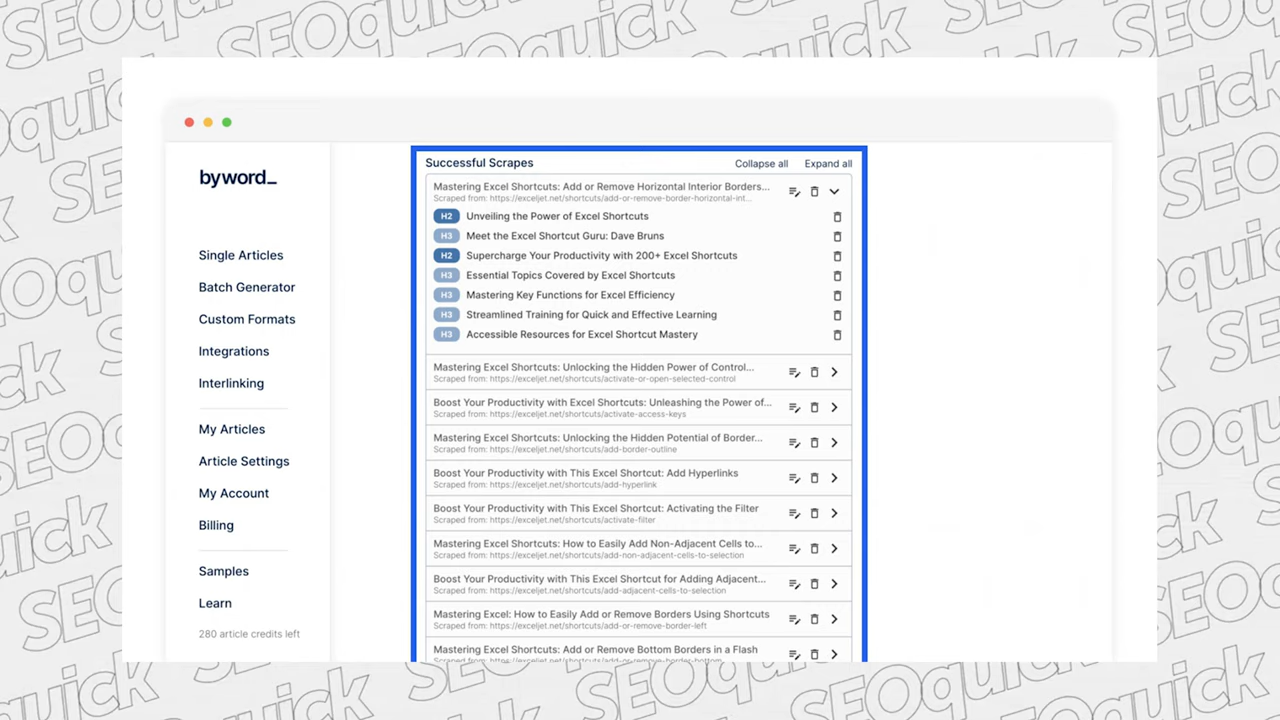 byword_
Single Articles
Batch Generator
Custom Formats
Integrations
Interlinking
My Articles
Article Settings
My Account
Billing
Samples
Learn
280 article credits left
Successful Scrapes
Collapse all
Expand all
Mastering Excel Shortcuts: Add or Remove Horizontal Interior Borders...
Scraped from: https://exceljet.net/shortcuts/add-or-remove-border-horizontal-int...
H2 Unveiling the Power of Excel Shortcuts
H3 Meet the Excel Shortcut Guru: Dave Bruns
H2 Supercharge Your Productivity with 200+ Excel Shortcuts
H3 Essential Topics Covered by Excel Shortcuts
H3 Mastering Key Functions for Excel Efficiency
H3 Streamlined Training for Quick and Effective Learning
H3 Accessible Resources for Excel Shortcut Mastery
Mastering Excel Shortcuts: Unlocking the Hidden Power of Control...
Scraped from: https://exceljet.net/shortcuts/activate-or-open-selected-control
Boost Your Productivity with Excel Shortcuts: Unleashing the Power of...
Scraped from: https://exceljet.net/shortcuts/activate-access-keys
Mastering Excel Shortcuts: Unlocking the Hidden Potential of Border...
Scraped from: https://exceljet.net/shortcuts/add-border-outline
Boost Your Productivity with This Excel Shortcut: Add Hyperlinks
Scraped from: https://exceljet.net/shortcuts/add-hyperlink
Boost Your Productivity with This Excel Shortcut: Activating the Filter
Scraped from: https://exceljet.net/shortcuts/activate-filter
Mastering Excel Shortcuts: How to Easily Add Non-Adjacent Cells to...
Scraped from: https://exceljet.net/shortcuts/add-non-adjacent-cells-to-selection
Boost Your Productivity with This Excel Shortcut for Adding Adjacent...
Scraped from: https://exceljet.net/shortcuts/add-adjacent-cells-to-selection
Mastering Excel: How to Easily Add or Remove Borders Using Shortcuts
Scraped from: https://exceljet.net/shortcuts/add-or-remove-border-left
Mastering Excel Shortcuts: Add or Remove Bottom Borders in a Flash
Scraped from: https://exceljet.net/shortcuts/add-or-remove-border-bottom
SEOquick